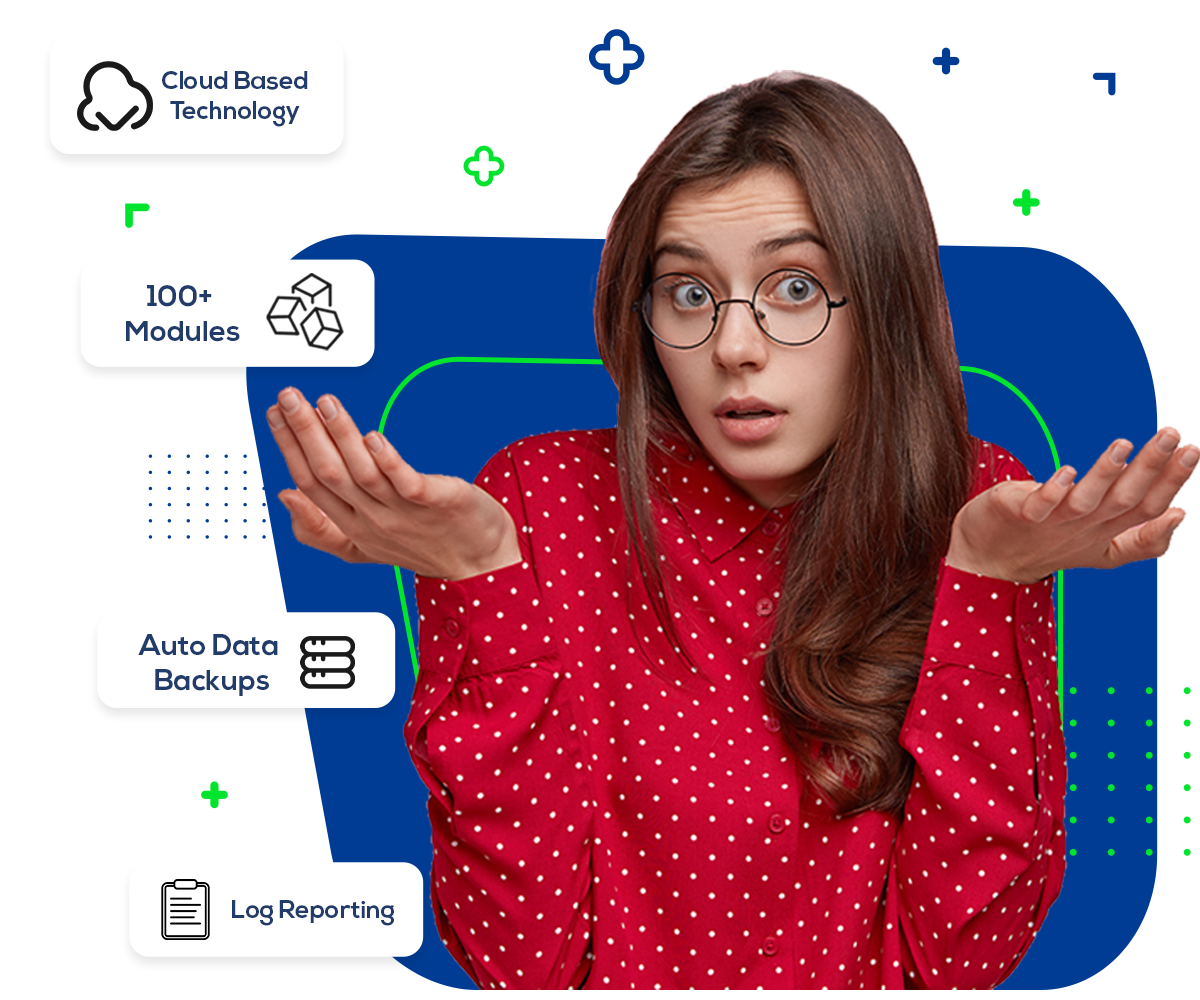 Cloud Based
Technology
100+
Modules
Auto Data
Backups
Log Reporting